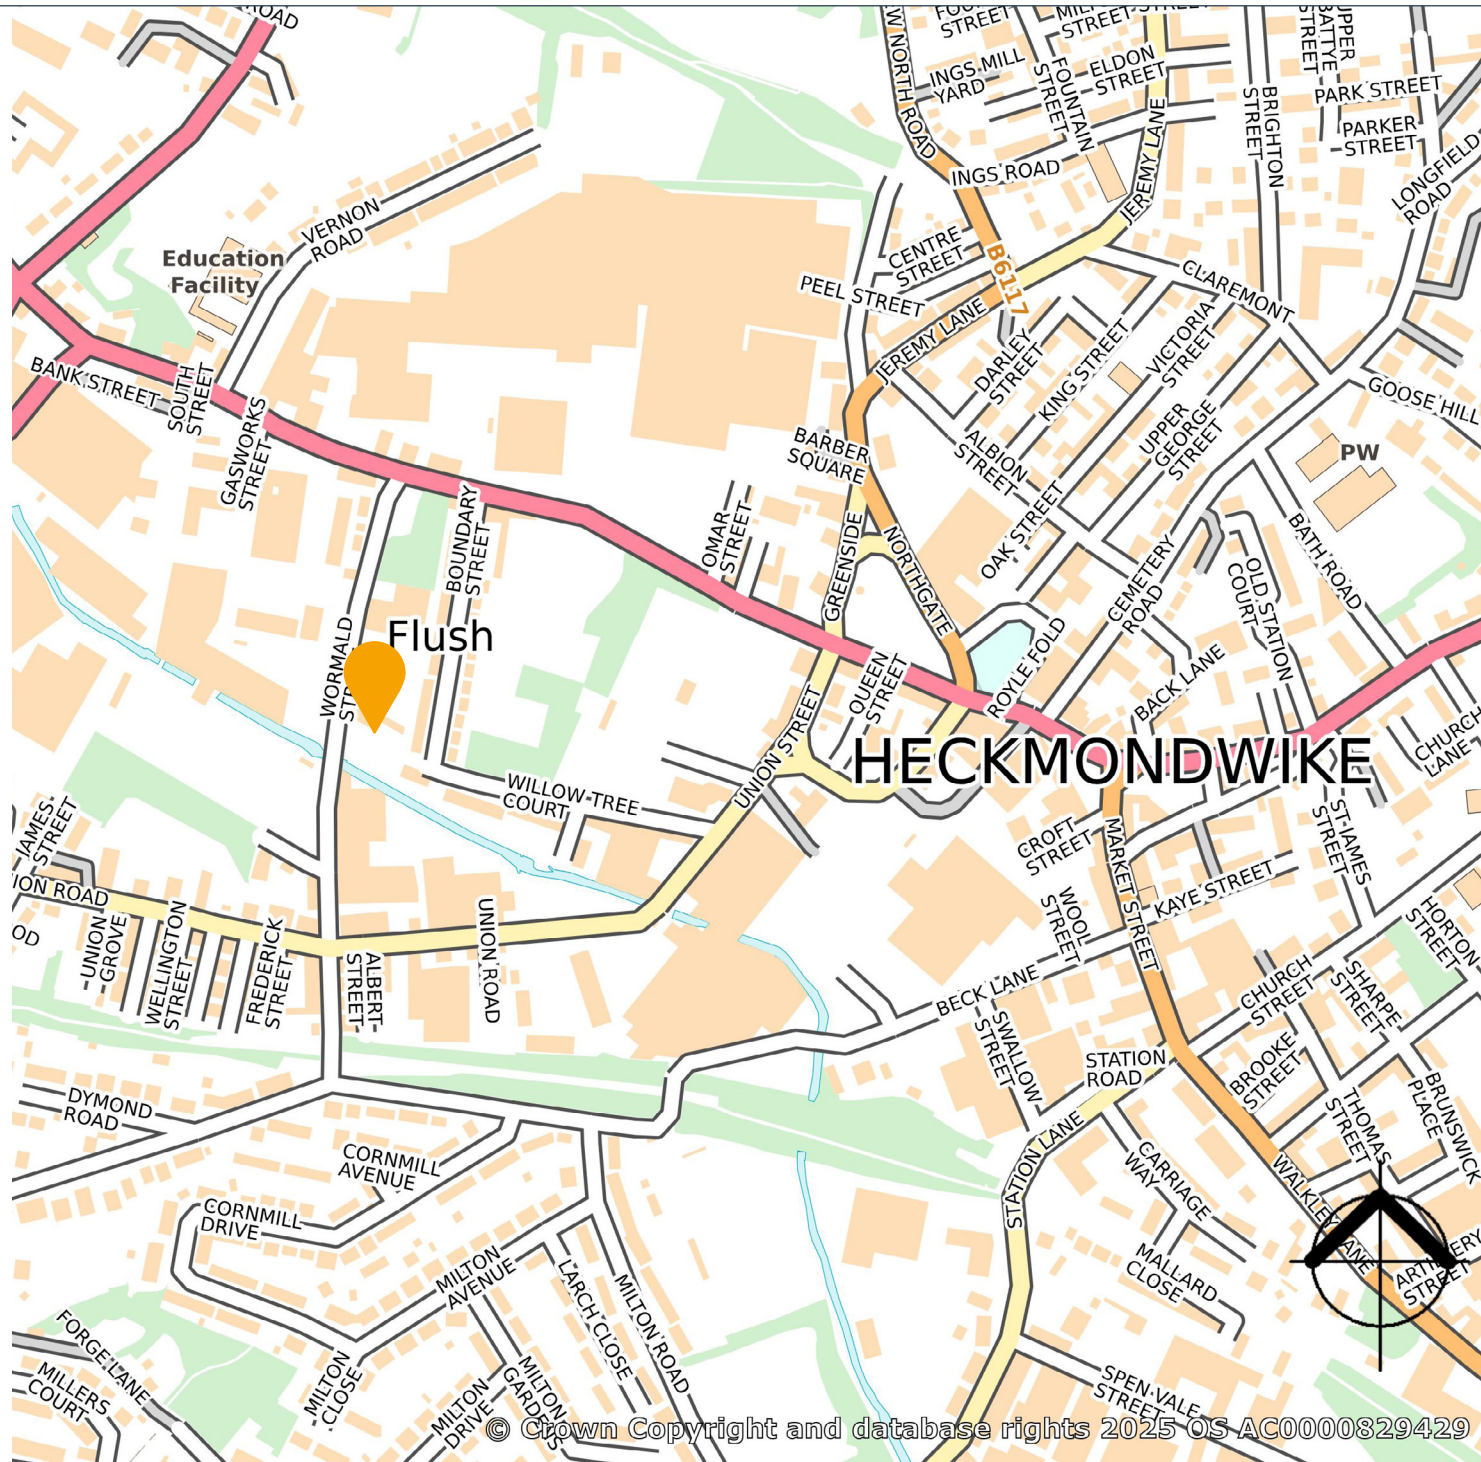 ROAD
W NORTH ROAD
STREET
STREET
STREET
INGS MILL
YARD
FOUNTAIN
STREET
ELDON
STREET
JEREMY LANE
BRIGHTON
STREET
UPPER
BATTYE
STREET
PARK STREET
PARKER
STREET
LONGFIELD
ROAD
INGS ROAD
VERNON
ROAD
Education
Facility
CENTRE
STREET
B6117
PEEL STREET
JEREMY LANE
CLAREMONT
BANK STREET
SOUTH
STREET
GASWORKS
STREET
DARLEY
STREET
KING STREET
VICTORIA
STREET
UPPER
GEORGE
STREET
GOOSE HILL
BARBER
SQUARE
ALBION
STREET
PW
BOUNDARY
STREET
OMAR
STREET
GREENSIDE
NORTHGATE
OAK STREET
CEMETERY
ROAD
OLD STATION
COURT
BATH ROAD
WORMALD
Flush
QUEEN
STREET
ROYLE FOLD
BACK LANE
UNION STREET
HECKMONDWIKE
CHURCH
LANE
WILLOW TREE
COURT
JAMES
STREET
CROFT
STREET
MARKET STREET
ST JAMES
STREET
ION ROAD
UNION
GROVE
WELLINGTON
STREET
FREDERICK
STREET
ALBERT
STREET
UNION ROAD
OD
WOOL
STREET
KAYE STREET
HORTON
STREET
BECK LANE
CHURCH
STREET
SHARPE
STREET
SWALLOW
STREET
STATION
ROAD
BROOKE
STREET
THOMAS
STREET
BRUNSWICK
PLACE
DYMOND
ROAD
CORNMILL
AVENUE
CORNMILL
DRIVE
STATION LANE
CARRIAGE
WAY
WALKLEY LANE
MILTON
AVENUE
LARCH CLOSE
MILTON ROAD
MALLARD
CLOSE
ARTILLERY
STREET
FORGE LANE
MILLERS
COURT
MILTON
CLOSE
MILTON
DRIVE
MILTON
GARDENS
SPEN VALE
STREET
© Crown Copyright and database rights 2025 OS AC0000829429